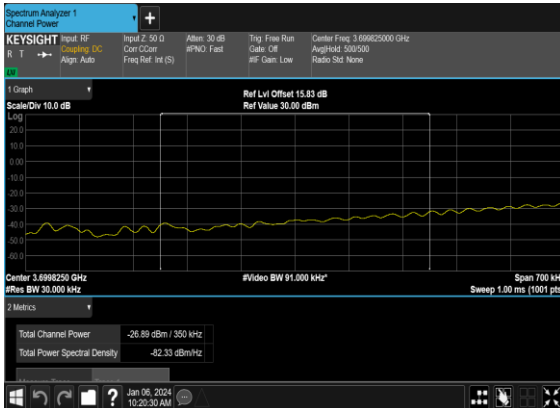 Spectrum Analyzer 1
Channel Power
+
KEYSIGHT Input: RF Input Z: 50 Ω Atten: 30 dB Trig: Free Run Center Freq: 3.699825000 GHz
R T Coupling: DC Corr CCorr #PNO: Fast Gate: Off Avg|Hold: 500/500
Align: Auto Freq Ref: Int (S) #IF Gain: Low Radio Std: None
1 Graph
Ref Lvl Offset 15.83 dB
Scale/Div 10.0 dB Ref Value 30.00 dBm
Log
20.0
10.0
0.00
-10.0
-20.0
-30.0
-40.0
-50.0
-60.0
Center 3.6998250 GHz #Video BW 91.000 kHz* Span 700 kH
#Res BW 30.000 kHz Sweep 1.00 ms (1001 pts
2 Metrics
Total Channel Power -26.89 dBm / 350 kHz
Total Power Spectral Density -82.33 dBm/Hz
?
Jan 06, 2024
10:20:30 AM